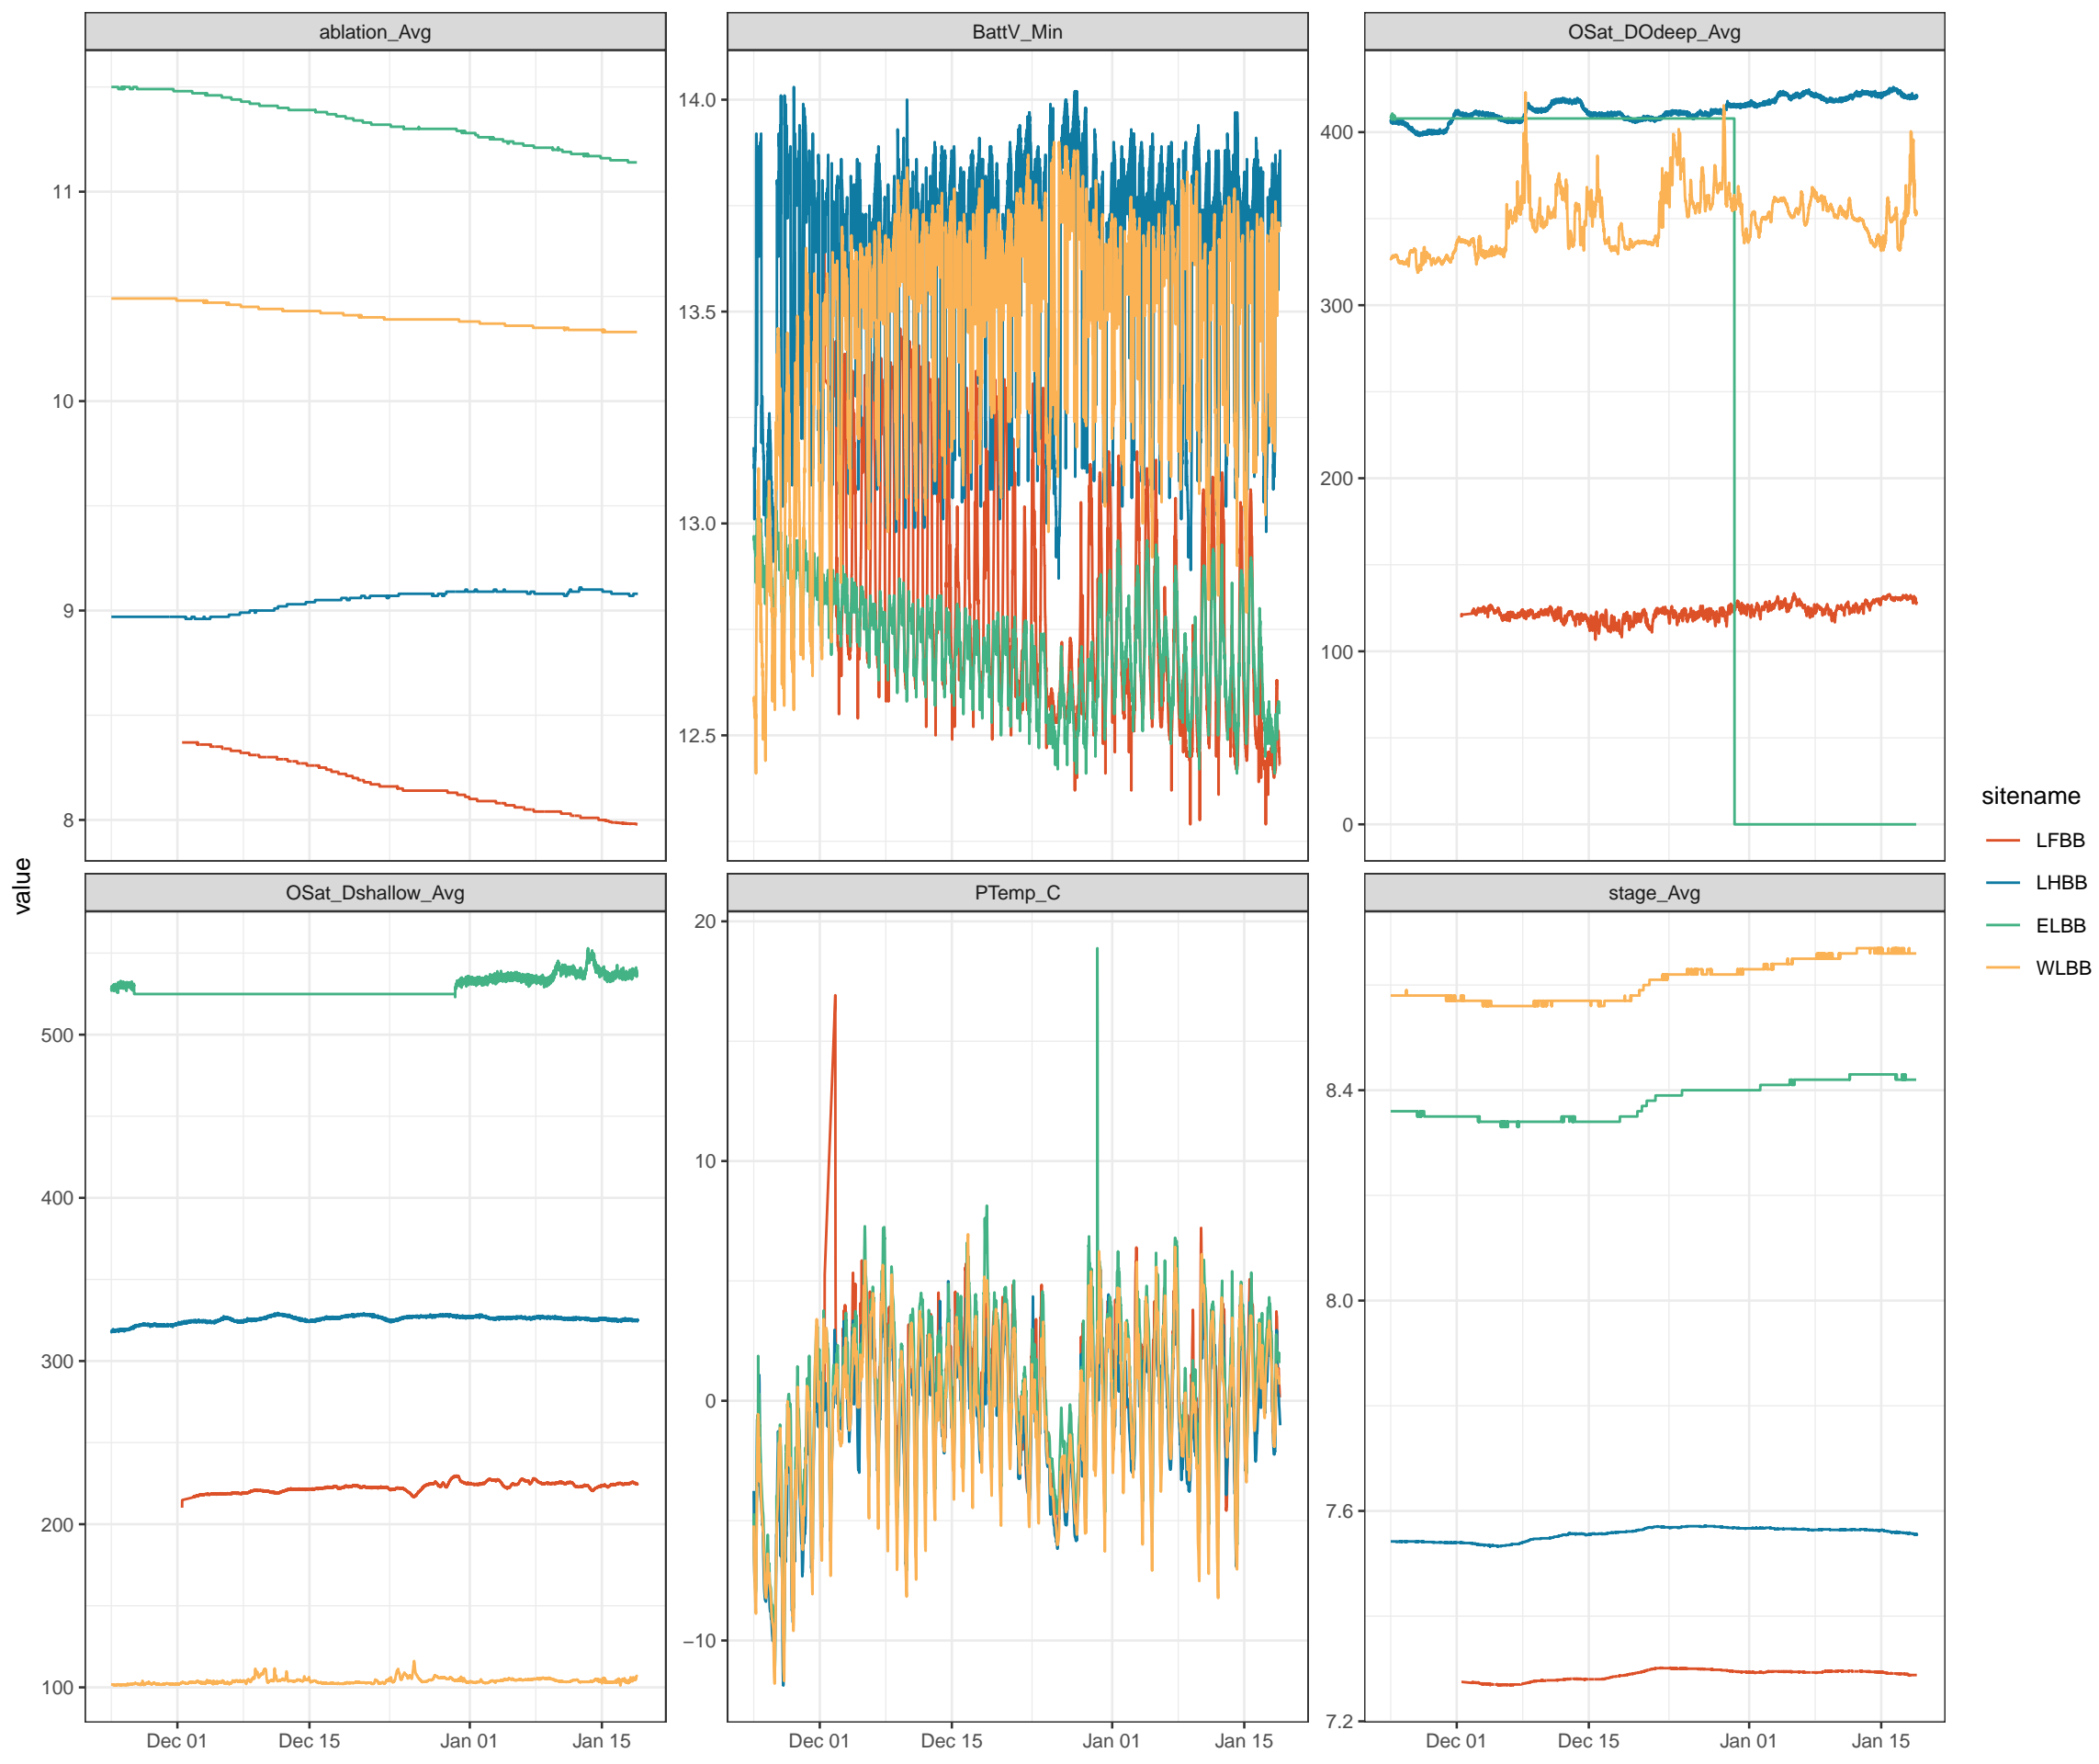 ablation_Avg
BattV_Min
OSat_DOdeep_Avg
11
10
9
8
14.0
13.5
13.0
12.5
400
300
200
100
0
value
OSat_Dshallow_Avg
PTemp_C
stage_Avg
500
400
300
200
100
20
10
0
−10
8.4
8.0
7.6
7.2
Dec 01 Dec 15 Jan 01 Jan 15
Dec 01 Dec 15 Jan 01 Jan 15
Dec 01 Dec 15 Jan 01 Jan 15
sitename
LFBB
LHBB
ELBB
WLBB